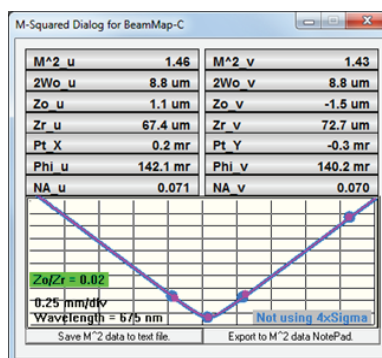 M-Squared Dialog for BeamMap-C
M^2_u 1.46 M^2_v 1.43
2Wo_u 8.8 um 2Wo_v 8.8 um
Zo_u 1.1 um Zo_v -1.5 um
Zr_u 67.4 um Zr_v 72.7 um
Pt_X 0.2 mr Pt_Y -0.3 mr
Phi_u 142.1 mr Phi_v 140.2 mr
NA_u 0.071 NA_v 0.070
Zo/Zr = 0.02
0.25 mm/div
Wavelength = 675 nm Not using 4xSigma
Save M^2 data to text file. Export to M^2 data NotePad.